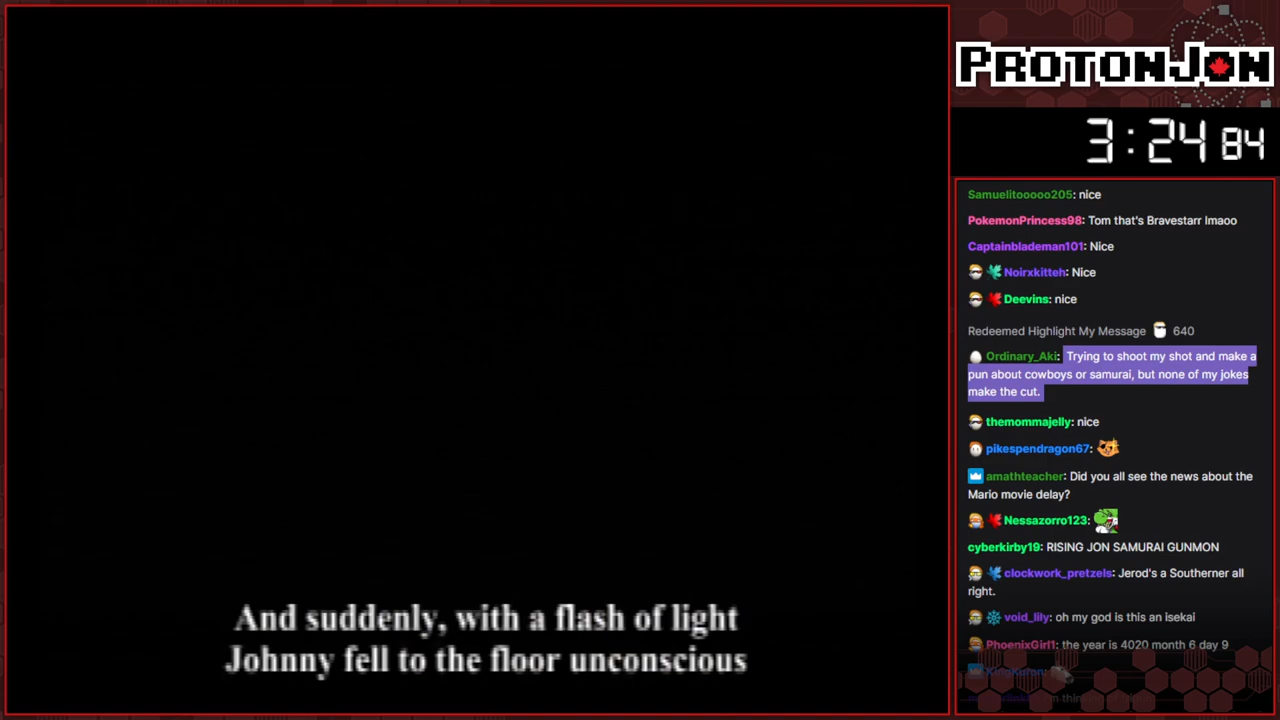 PROTONJON
3:24 84
Samuelitooooo205: nice
PokemonPrincess98: Tom that's Bravestarr lmaoo
Captainblademan101: Nice
Noirxkitteh: Nice
Deevins: nice
Redeemed Highlight My Message 640
Ordinary_Aki: Trying to shoot my shot and make a
pun about cowboys or samurai, but none of my jokes
make the cut.
themommajelly: nice
pikespendragon67:
amathteacher: Did you all see the news about the
Mario movie delay?
Nessazorro123:
cyberkirby19: RISING JON SAMURAI GUNMON
clockwork_pretzels: Jerod's a Southerner all
right.
void_lily: oh my god is this an isekai
PhoenixGirl1: the year is 4020 month 6 day 9
And suddenly, with a flash of light
Johnny fell to the floor unconscious